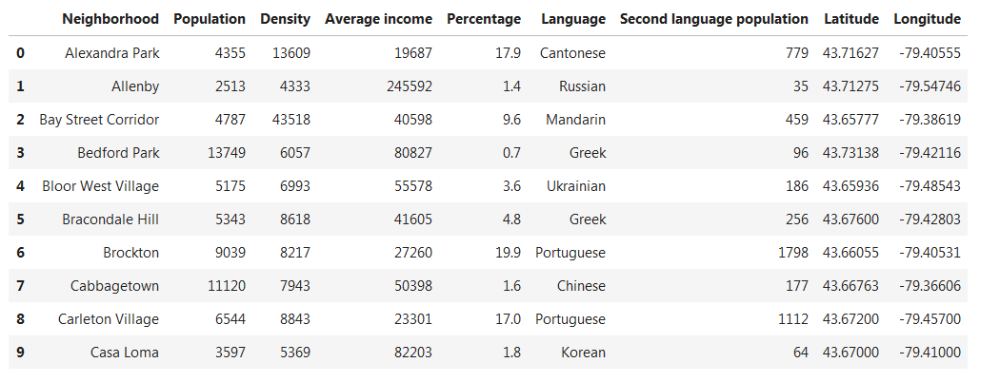 Neighborhood Population Density Average income Percentage Language Second language population Latitude Longitude
0 Alexandra Park 4355 13609 19687 17.9 Cantonese 779 43.71627 -79.40555
1 Allenby 2513 4333 245592 1.4 Russian 35 43.71275 -79.54746
2 Bay Street Corridor 4787 43518 40598 9.6 Mandarin 459 43.65777 -79.38619
3 Bedford Park 13749 6057 80827 0.7 Greek 96 43.73138 -79.42116
4 Bloor West Village 5175 6993 55578 3.6 Ukrainian 186 43.65936 -79.48543
5 Bracondale Hill 5343 8618 41605 4.8 Greek 256 43.67600 -79.42803
6 Brockton 9039 8217 27260 19.9 Portuguese 1798 43.66055 -79.40531
7 Cabbagetown 11120 7943 50398 1.6 Chinese 177 43.66763 -79.36606
8 Carleton Village 6544 8843 23301 17.0 Portuguese 1112 43.67200 -79.45700
9 Casa Loma 3597 5369 82203 1.8 Korean 64 43.67000 -79.41000